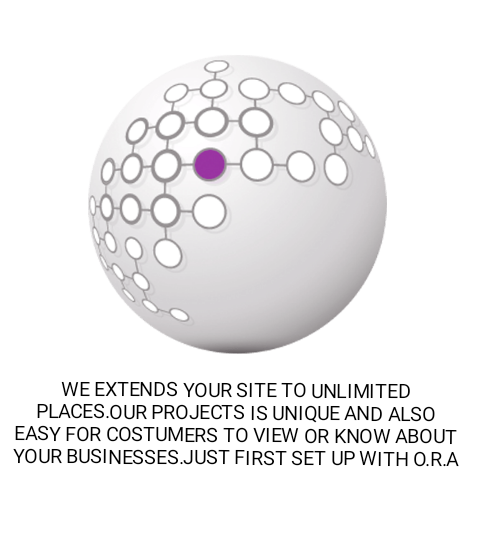 WE EXTENDS YOUR SITE TO UNLIMITED
PLACES.OUR PROJECTS IS UNIQUE AND ALSO
EASY FOR COSTUMERS TO VIEW OR KNOW ABOUT
YOUR BUSINESSES.JUST FIRST SET UP WITH O.R.A